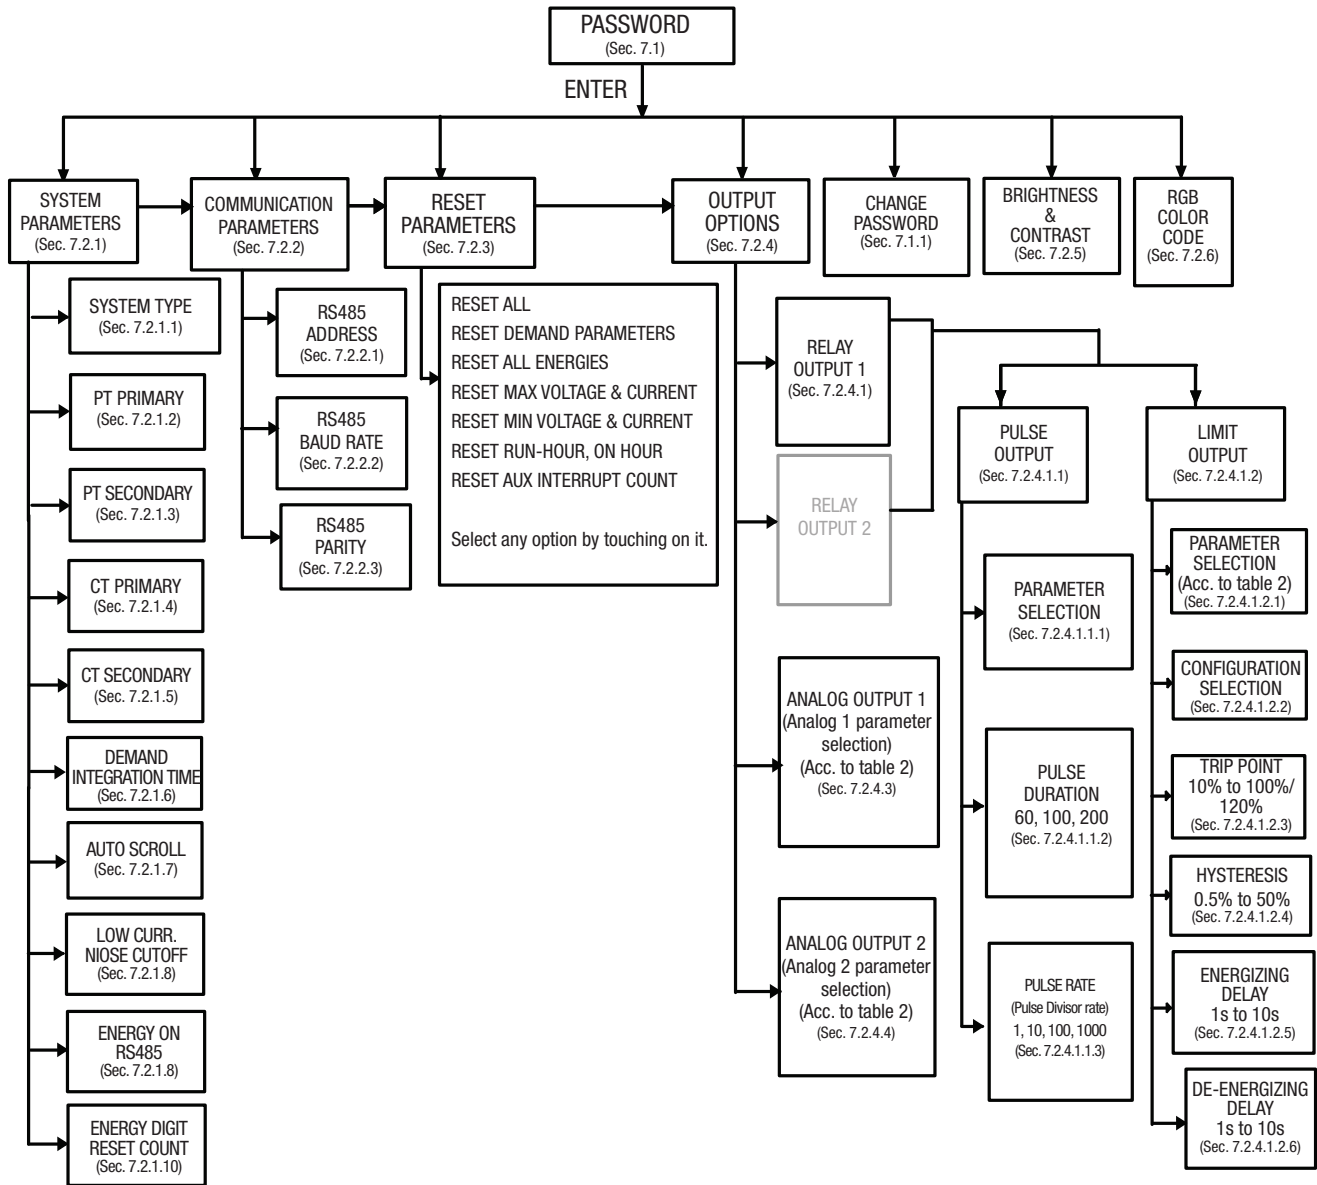 PASSWORD
(Sec. 7.1)
ENTER
SYSTEM
PARAMETERS
(Sec. 7.2.1)
COMMUNICATION
PARAMETERS
(Sec. 7.2.2)
RESET
PARAMETERS
(Sec. 7.2.3)
OUTPUT
OPTIONS
(Sec. 7.2.4)
CHANGE
PASSWORD
(Sec. 7.1.1)
BRIGHTNESS
&
CONTRAST
(Sec. 7.2.5)
RGB
COLOR
CODE
(Sec. 7.2.6)
SYSTEM TYPE
(Sec. 7.2.1.1)
PT PRIMARY
(Sec. 7.2.1.2)
PT SECONDARY
(Sec. 7.2.1.3)
CT PRIMARY
(Sec. 7.2.1.4)
CT SECONDARY
(Sec. 7.2.1.5)
DEMAND
INTEGRATION TIME
(Sec. 7.2.1.6)
AUTO SCROLL
(Sec. 7.2.1.7)
LOW CURR.
NIOSE CUTOFF
(Sec. 7.2.1.8)
ENERGY ON
RS485
(Sec. 7.2.1.8)
ENERGY DIGIT
RESET COUNT
(Sec. 7.2.1.10)
RS485
ADDRESS
(Sec. 7.2.2.1)
RS485
BAUD RATE
(Sec. 7.2.2.2)
RS485
PARITY
(Sec. 7.2.2.3)
RESET ALL
RESET DEMAND PARAMETERS
RESET ALL ENERGIES
RESET MAX VOLTAGE & CURRENT
RESET MIN VOLTAGE & CURRENT
RESET RUN-HOUR, ON HOUR
RESET AUX INTERRUPT COUNT
Select any option by touching on it.
RELAY
OUTPUT 1
(Sec. 7.2.4.1)
RELAY
OUTPUT 2
ANALOG OUTPUT 1
(Analog 1 parameter
selection)
(Acc. to table 2)
(Sec. 7.2.4.3)
ANALOG OUTPUT 2
(Analog 2 parameter
selection)
(Acc. to table 2)
(Sec. 7.2.4.4)
PULSE
OUTPUT
(Sec. 7.2.4.1.1)
PARAMETER
SELECTION
(Sec. 7.2.4.1.1.1)
PULSE
DURATION
60, 100, 200
(Sec. 7.2.4.1.1.2)
PULSE RATE
(Pulse Divisor rate)
1, 10, 100, 1000
(Sec. 7.2.4.1.1.3)
LIMIT
OUTPUT
(Sec. 7.2.4.1.2)
PARAMETER
SELECTION
(Acc. to table 2)
(Sec. 7.2.4.1.2.1)
CONFIGURATION
SELECTION
(Sec. 7.2.4.1.2.2)
TRIP POINT
10% to 100%/
120%
(Sec. 7.2.4.1.2.3)
HYSTERESIS
0.5% to 50%
(Sec. 7.2.4.1.2.4)
ENERGIZING
DELAY
1s to 10s
(Sec. 7.2.4.1.2.5)
DE-ENERGIZING
DELAY
1s to 10s
(Sec. 7.2.4.1.2.6)